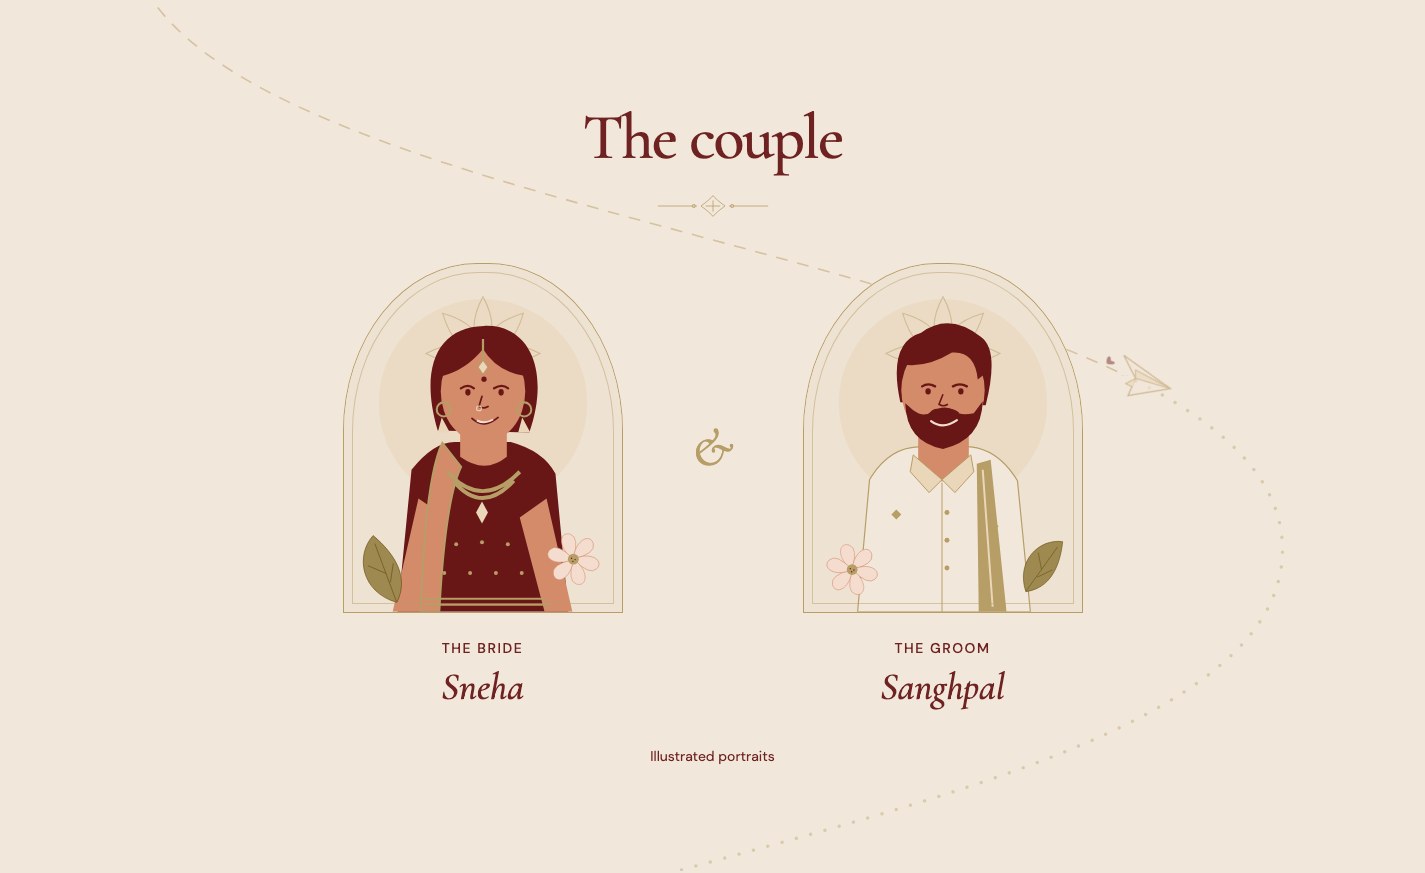 The couple
&
THE BRIDE
Sneha
THE GROOM
Sanghpal
Illustrated portraits